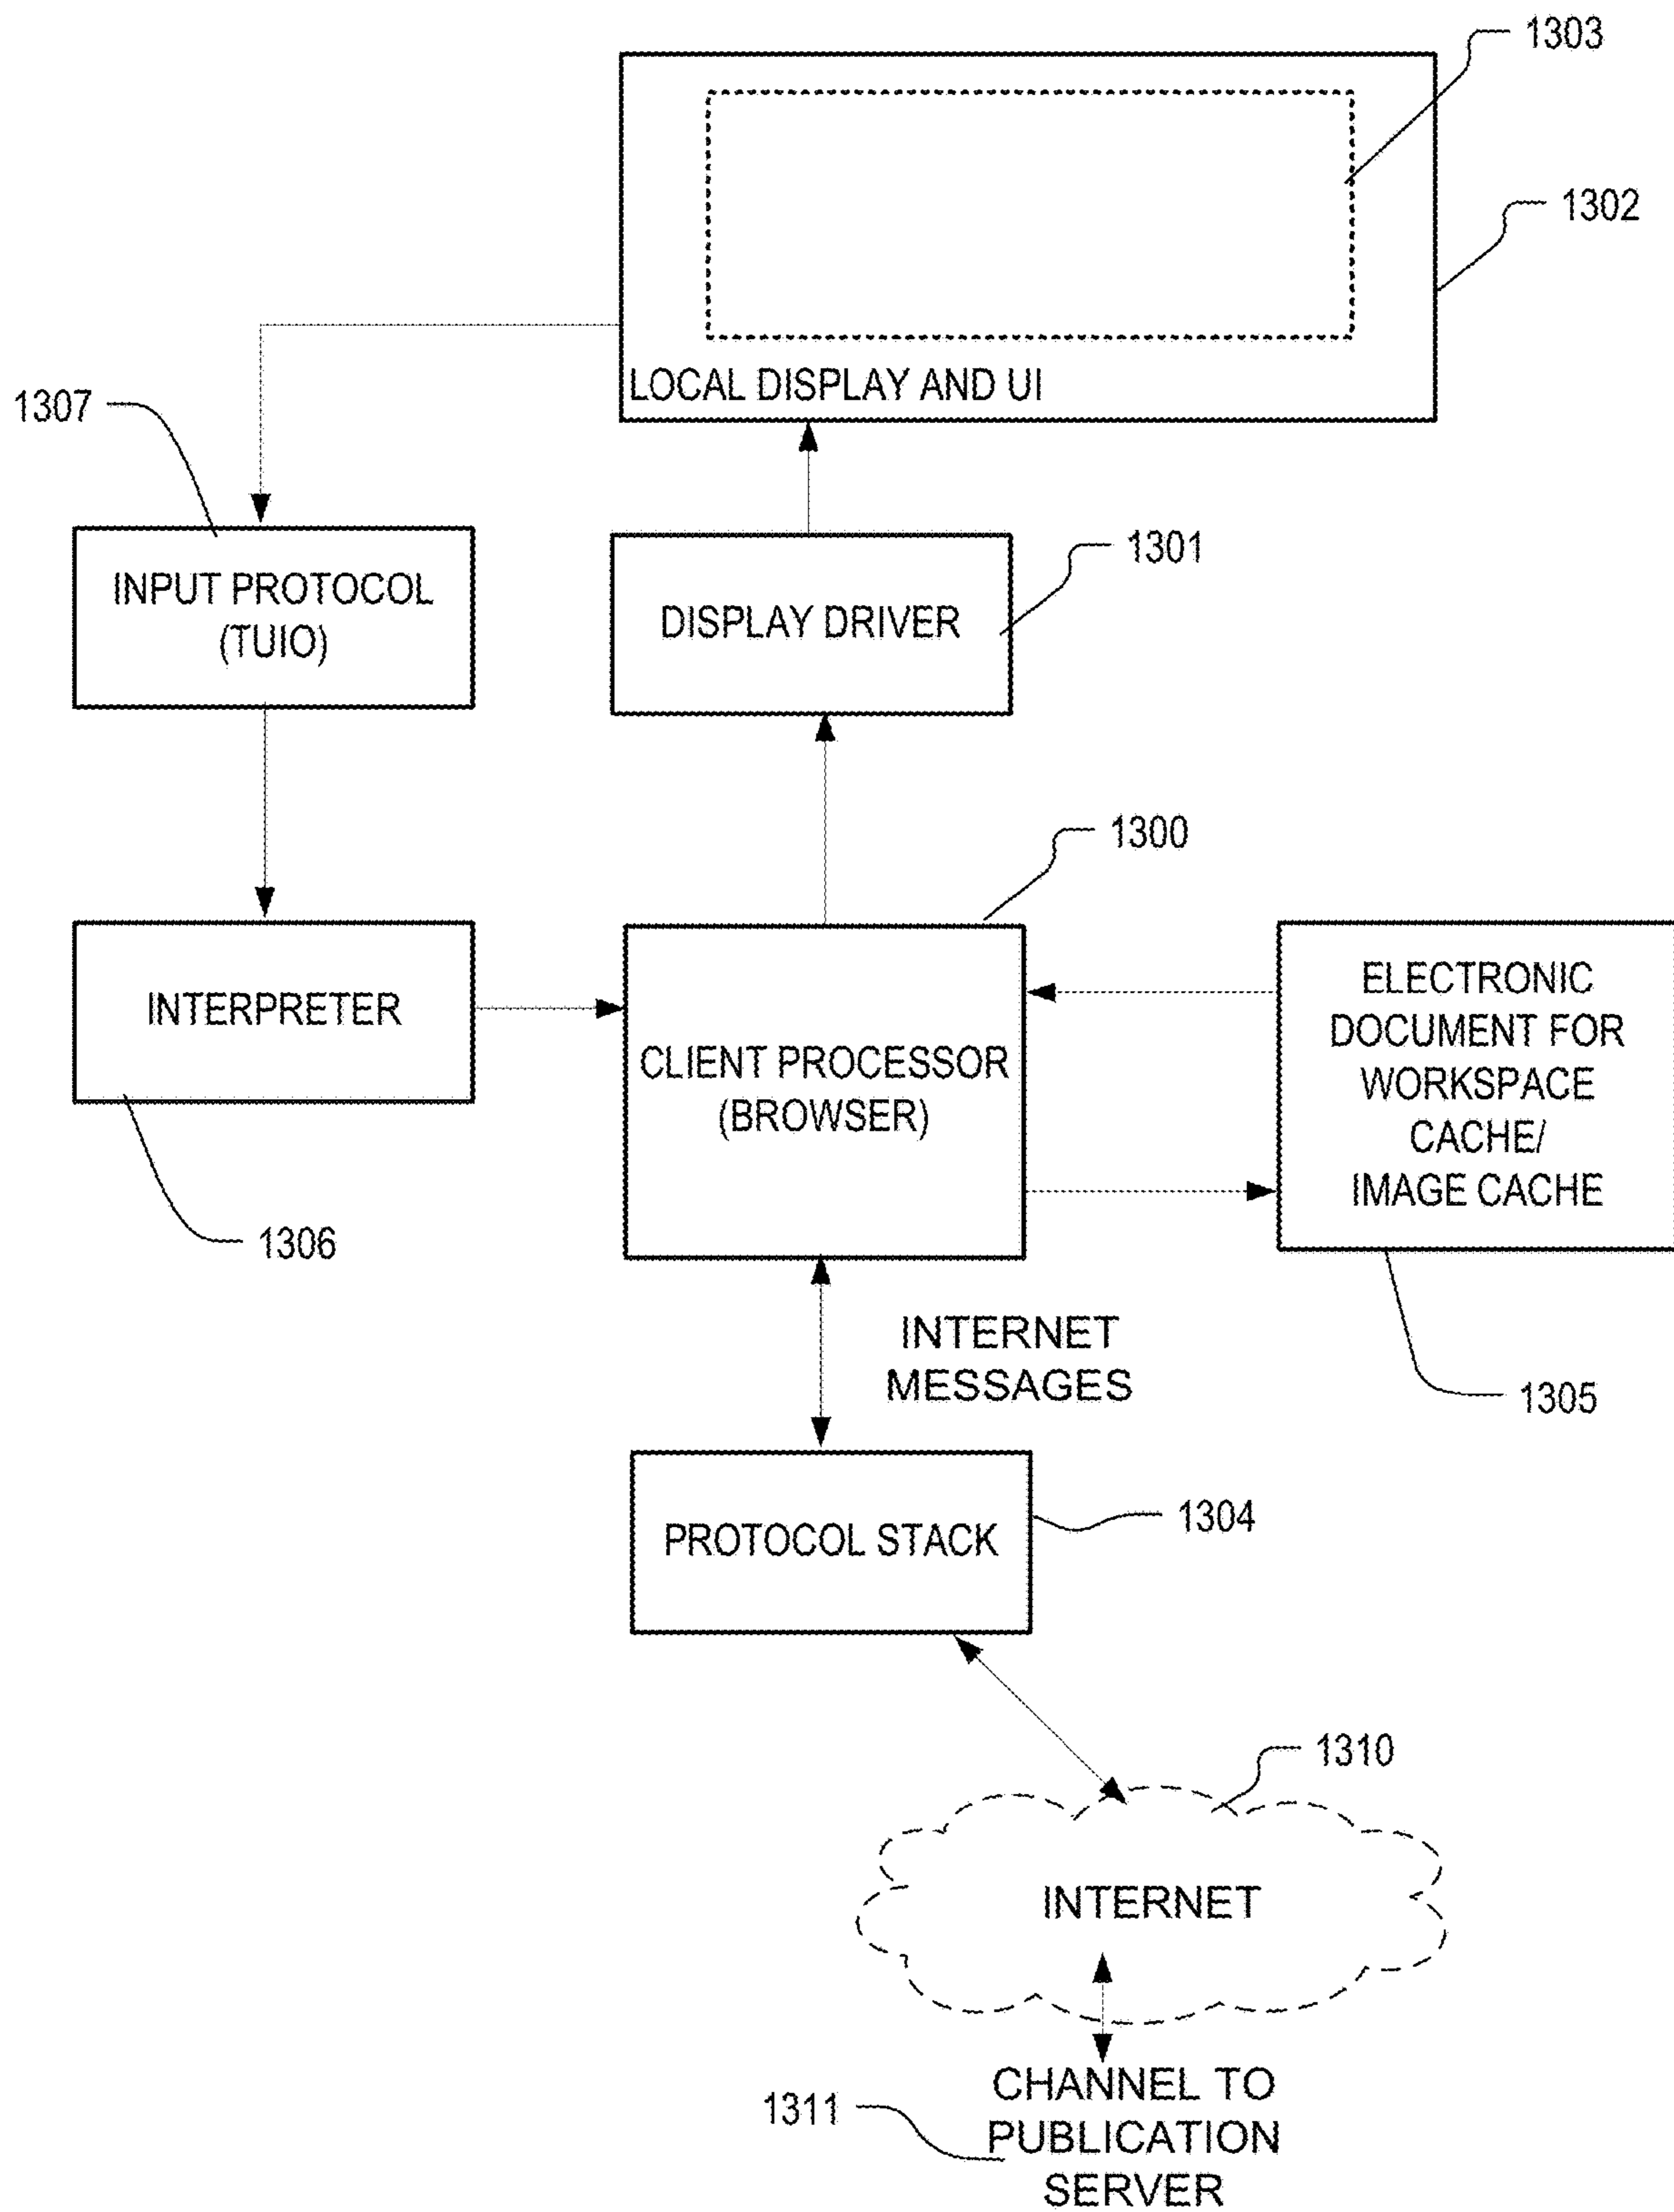 1303
1302
LOCAL DISPLAY AND UI
1307
INPUT PROTOCOL
(TUIO)
1301
DISPLAY DRIVER
1300
INTERPRETER
1306
CLIENT PROCESSOR
(BROWSER)
ELECTRONIC
DOCUMENT FOR
WORKSPACE
CACHE/
IMAGE CACHE
1305
INTERNET
MESSAGES
PROTOCOL STACK
1304
1310
INTERNET
1311
CHANNEL TO
PUBLICATION
SERVER